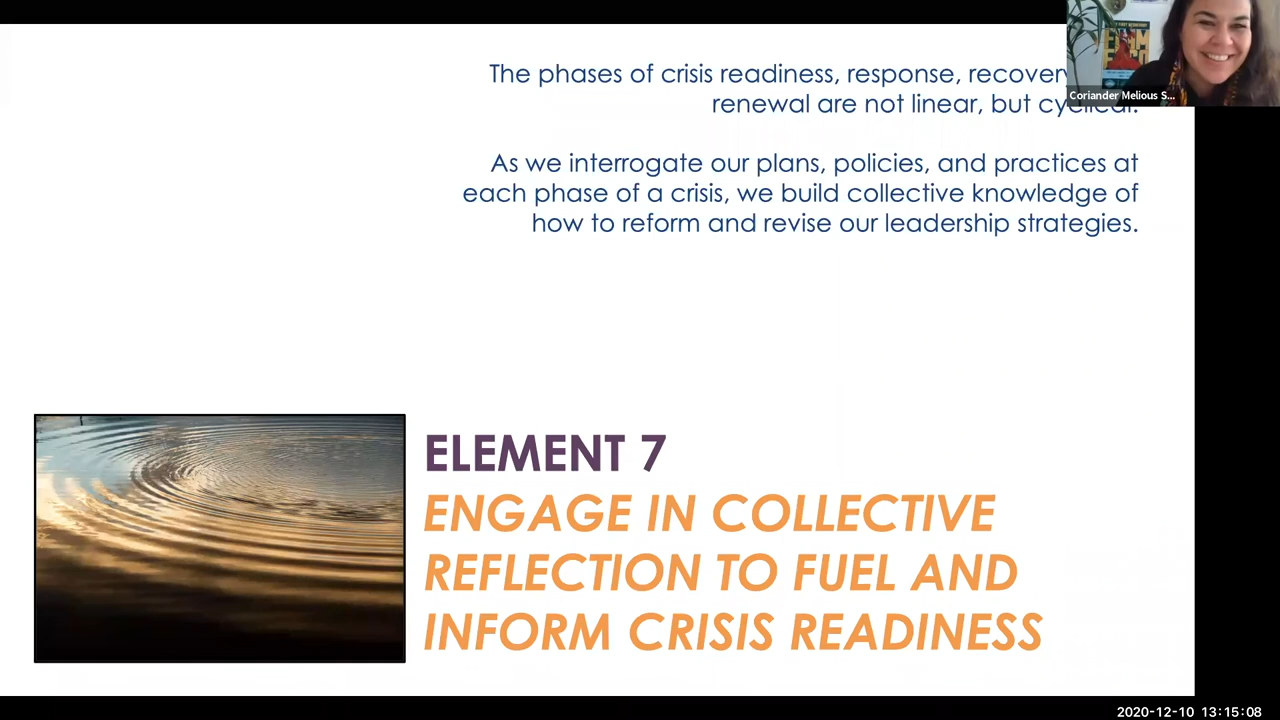 The phases of crisis readiness, response, recovery
renewal are not linear, but cyclical.
As we interrogate our plans, policies, and practices at
each phase of a crisis, we build collective knowledge of
how to reform and revise our leadership strategies.
Coriander Melious S...
ELEMENT 7
ENGAGE IN COLLECTIVE
REFLECTION TO FUEL AND
INFORM CRISIS READINESS
2020-12-10 13:15:08